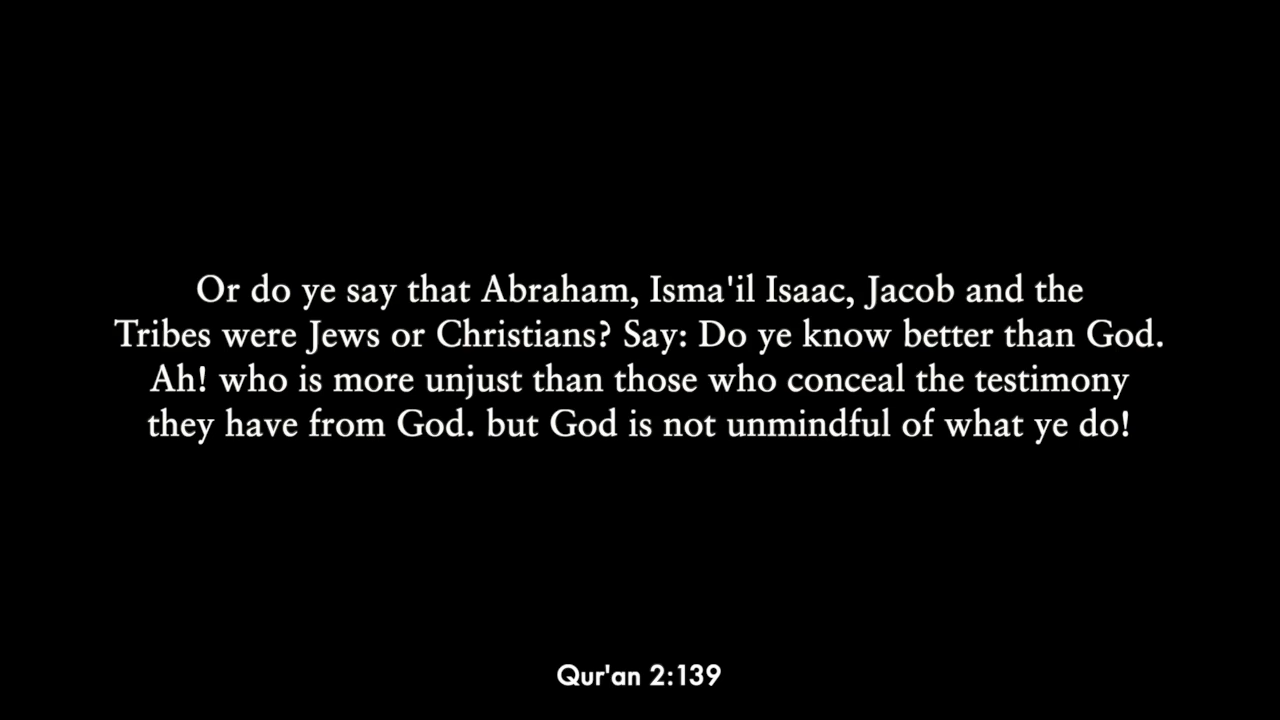 Or do ye say that Abraham, Isma'il Isaac, Jacob and the
Tribes were Jews or Christians? Say: Do ye know better than God.
Ah! who is more unjust than those who conceal the testimony
they have from God. but God is not unmindful of what ye do!
Qur'an 2:139